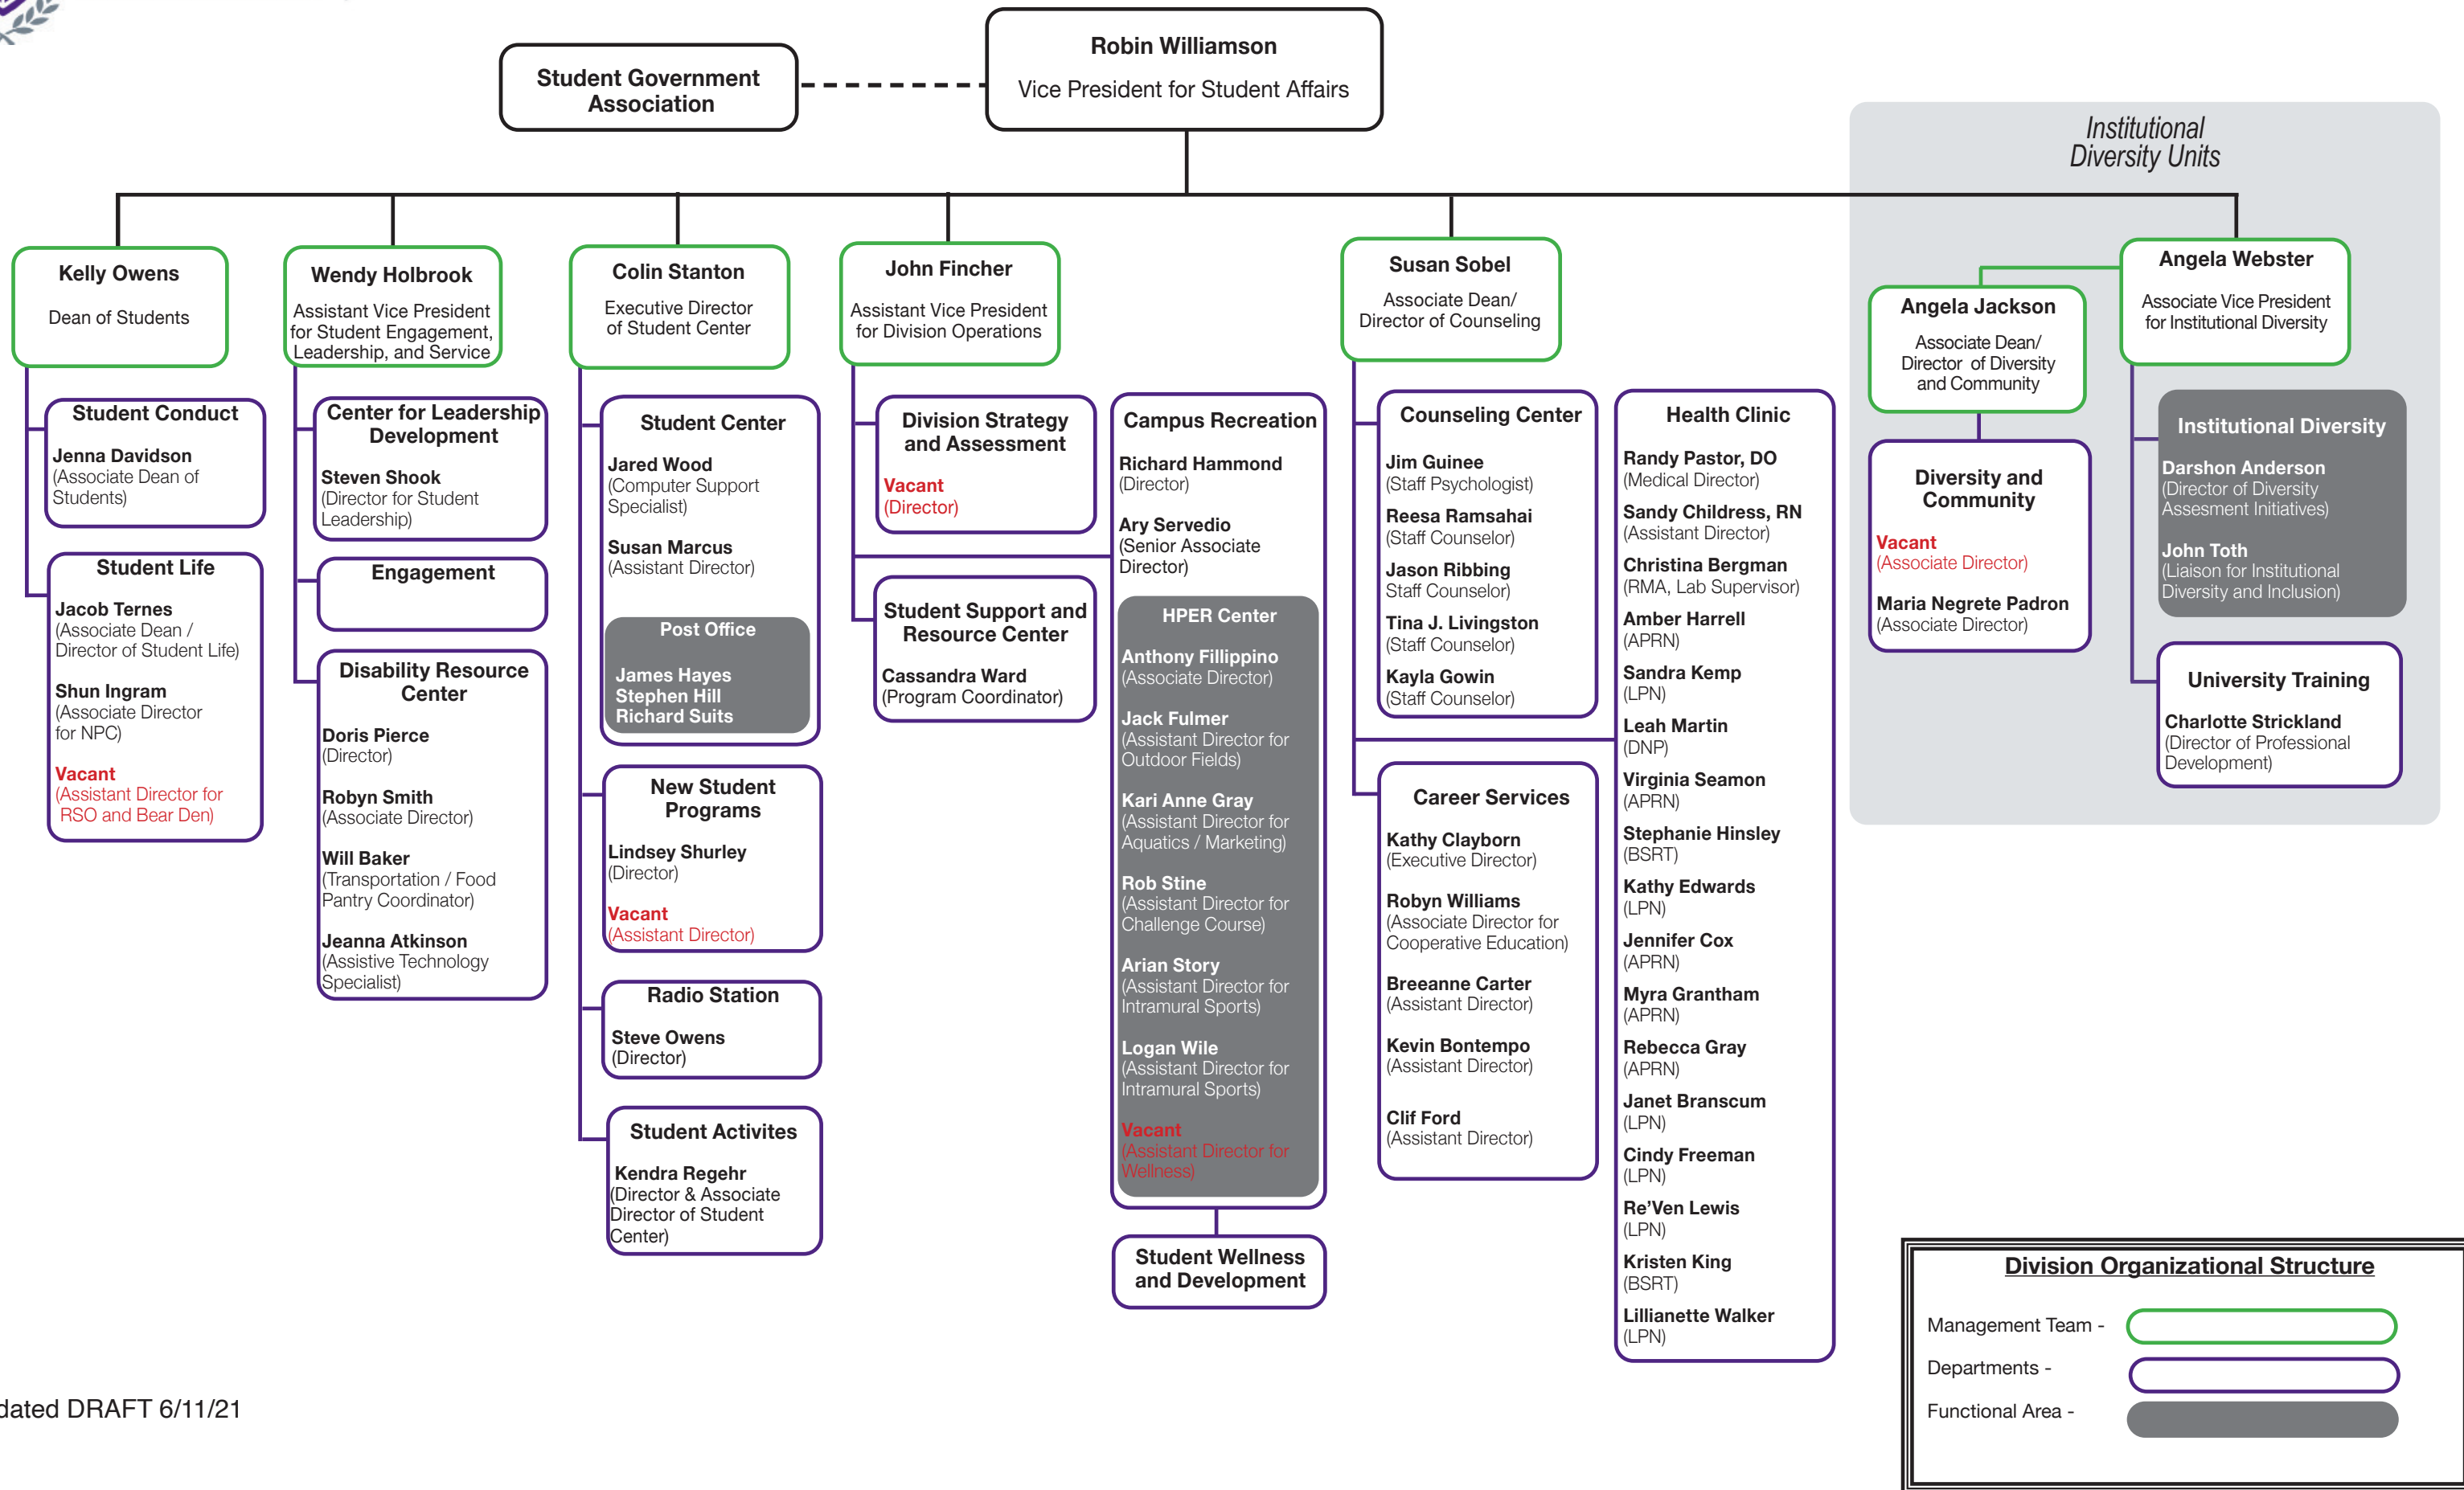 Student Government
Association
Robin Williamson
Vice President for Student Affairs
Institutional
Diversity Units
Kelly Owens
Dean of Students
Student Conduct
Jenna Davidson
(Associate Dean of
Students)
Student Life
Jacob Ternes
(Associate Dean /
Director of Student Life)
Shun Ingram
(Associate Director
for NPC)
Vacant
(Assistant Director for
RSO and Bear Den)
Wendy Holbrook
Assistant Vice President
for Student Engagement,
Leadership, and Service
Center for Leadership
Development
Steven Shook
(Director for Student
Leadership)
Engagement
Disability Resource
Center
Doris Pierce
(Director)
Robyn Smith
(Associate Director)
Will Baker
(Transportation / Food
Pantry Coordinator)
Jeanna Atkinson
(Assistive Technology
Specialist)
Colin Stanton
Executive Director
of Student Center
Student Center
Jared Wood
(Computer Support
Specialist)
Susan Marcus
(Assistant Director)
Post Office
James Hayes
Stephen Hill
Richard Suits
New Student
Programs
Lindsey Shurley
(Director)
Vacant
(Assistant Director)
Radio Station
Steve Owens
(Director)
Student Activites
Kendra Regehr
(Director & Associate
Director of Student
Center)
John Fincher
Assistant Vice President
for Division Operations
Division Strategy
and Assessment
Vacant
(Director)
Student Support and
Resource Center
Cassandra Ward
(Program Coordinator)
Campus Recreation
Richard Hammond
(Director)
Ary Servedio
(Senior Associate
Director)
HPER Center
Anthony Fillippino
(Associate Director)
Jack Fulmer
(Assistant Director for
Outdoor Fields)
Kari Anne Gray
(Assistant Director for
Aquatics / Marketing)
Rob Stine
(Assistant Director for
Challenge Course)
Arian Story
(Assistant Director for
Intramural Sports)
Logan Wile
(Assistant Director for
Intramural Sports)
Vacant
(Assistant Director for
Wellness)
Student Wellness
and Development
Susan Sobel
Associate Dean/
Director of Counseling
Counseling Center
Jim Guinee
(Staff Psychologist)
Reesa Ramsahai
(Staff Counselor)
Jason Ribbing
Staff Counselor)
Tina J. Livingston
(Staff Counselor)
Kayla Gowin
(Staff Counselor)
Career Services
Kathy Clayborn
(Executive Director)
Robyn Williams
(Associate Director for
Cooperative Education)
Breeanne Carter
(Assistant Director)
Kevin Bontempo
(Assistant Director)
Clif Ford
(Assistant Director)
Health Clinic
Randy Pastor, DO
(Medical Director)
Sandy Childress, RN
(Assistant Director)
Christina Bergman
(RMA, Lab Supervisor)
Amber Harrell
(APRN)
Sandra Kemp
(LPN)
Leah Martin
(DNP)
Virginia Seamon
(APRN)
Stephanie Hinsley
(BSRT)
Kathy Edwards
(LPN)
Jennifer Cox
(APRN)
Myra Grantham
(APRN)
Rebecca Gray
(APRN)
Janet Branscum
(LPN)
Cindy Freeman
(LPN)
Re’Ven Lewis
(LPN)
Kristen King
(BSRT)
Lillianette Walker
(LPN)
Angela Jackson
Associate Dean/
Director of Diversity
and Community
Diversity and
Community
Vacant
(Associate Director)
Maria Negrete Padron
(Associate Director)
Angela Webster
Associate Vice President
for Institutional Diversity
Institutional Diversity
Darshon Anderson
(Director of Diversity
Assesment Initiatives)
John Toth
(Liaison for Institutional
Diversity and Inclusion)
University Training
Charlotte Strickland
(Director of Professional
Development)
Division Organizational Structure
Management Team -
Departments -
Functional Area -
dated DRAFT 6/11/21